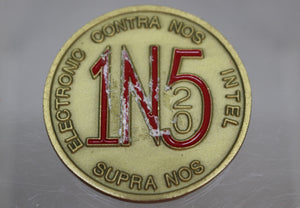 ELECTRONIC CONTRA NOS INTEL
1N5
20
SUPRA NOS